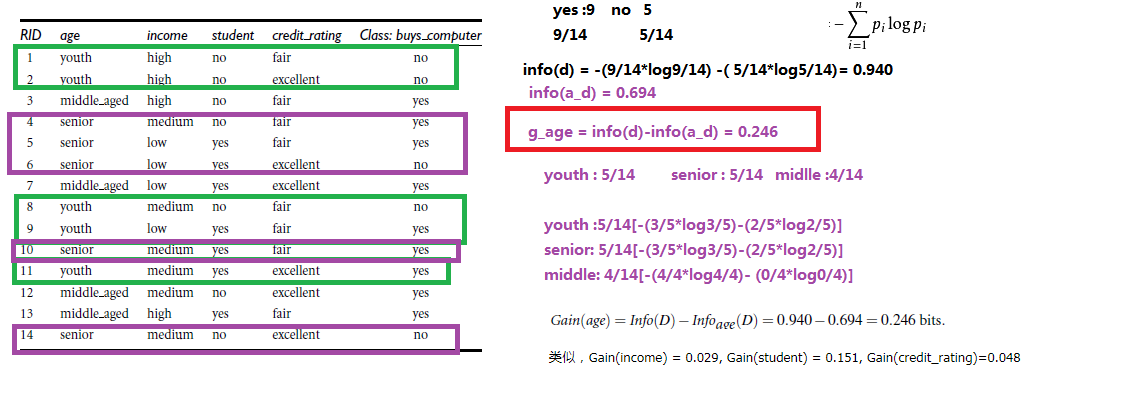 RID age income student credit_rating Class: buys_computer
1 youth high no fair no
2 youth high no excellent no
3 middle_aged high no fair yes
4 senior medium no fair yes
5 senior low yes fair yes
6 senior low yes excellent no
7 middle_aged low yes excellent yes
8 youth medium no fair no
9 youth low yes fair yes
10 senior medium yes fair yes
11 youth medium yes excellent yes
12 middle_aged medium no excellent yes
13 middle_aged high yes fair yes
14 senior medium no excellent no
yes :9 no 5
9/14 5/14
: -∑_{i=1}^{n} p_i log p_i
info(d) = -(9/14*log9/14) -( 5/14*log5/14)= 0.940
info(a_d) = 0.694
g_age = info(d)-info(a_d) = 0.246
youth : 5/14 senior : 5/14 midlle :4/14
youth :5/14[-(3/5*log3/5)-(2/5*log2/5)]
senior: 5/14[-(3/5*log3/5)-(2/5*log2/5)]
middle: 4/14[-(4/4*log4/4)- (0/4*log0/4)]
Gain(age) = Info(D) − Info_age(D) = 0.940 − 0.694 = 0.246 bits.
类似，Gain(income) = 0.029, Gain(student) = 0.151, Gain(credit_rating)=0.048